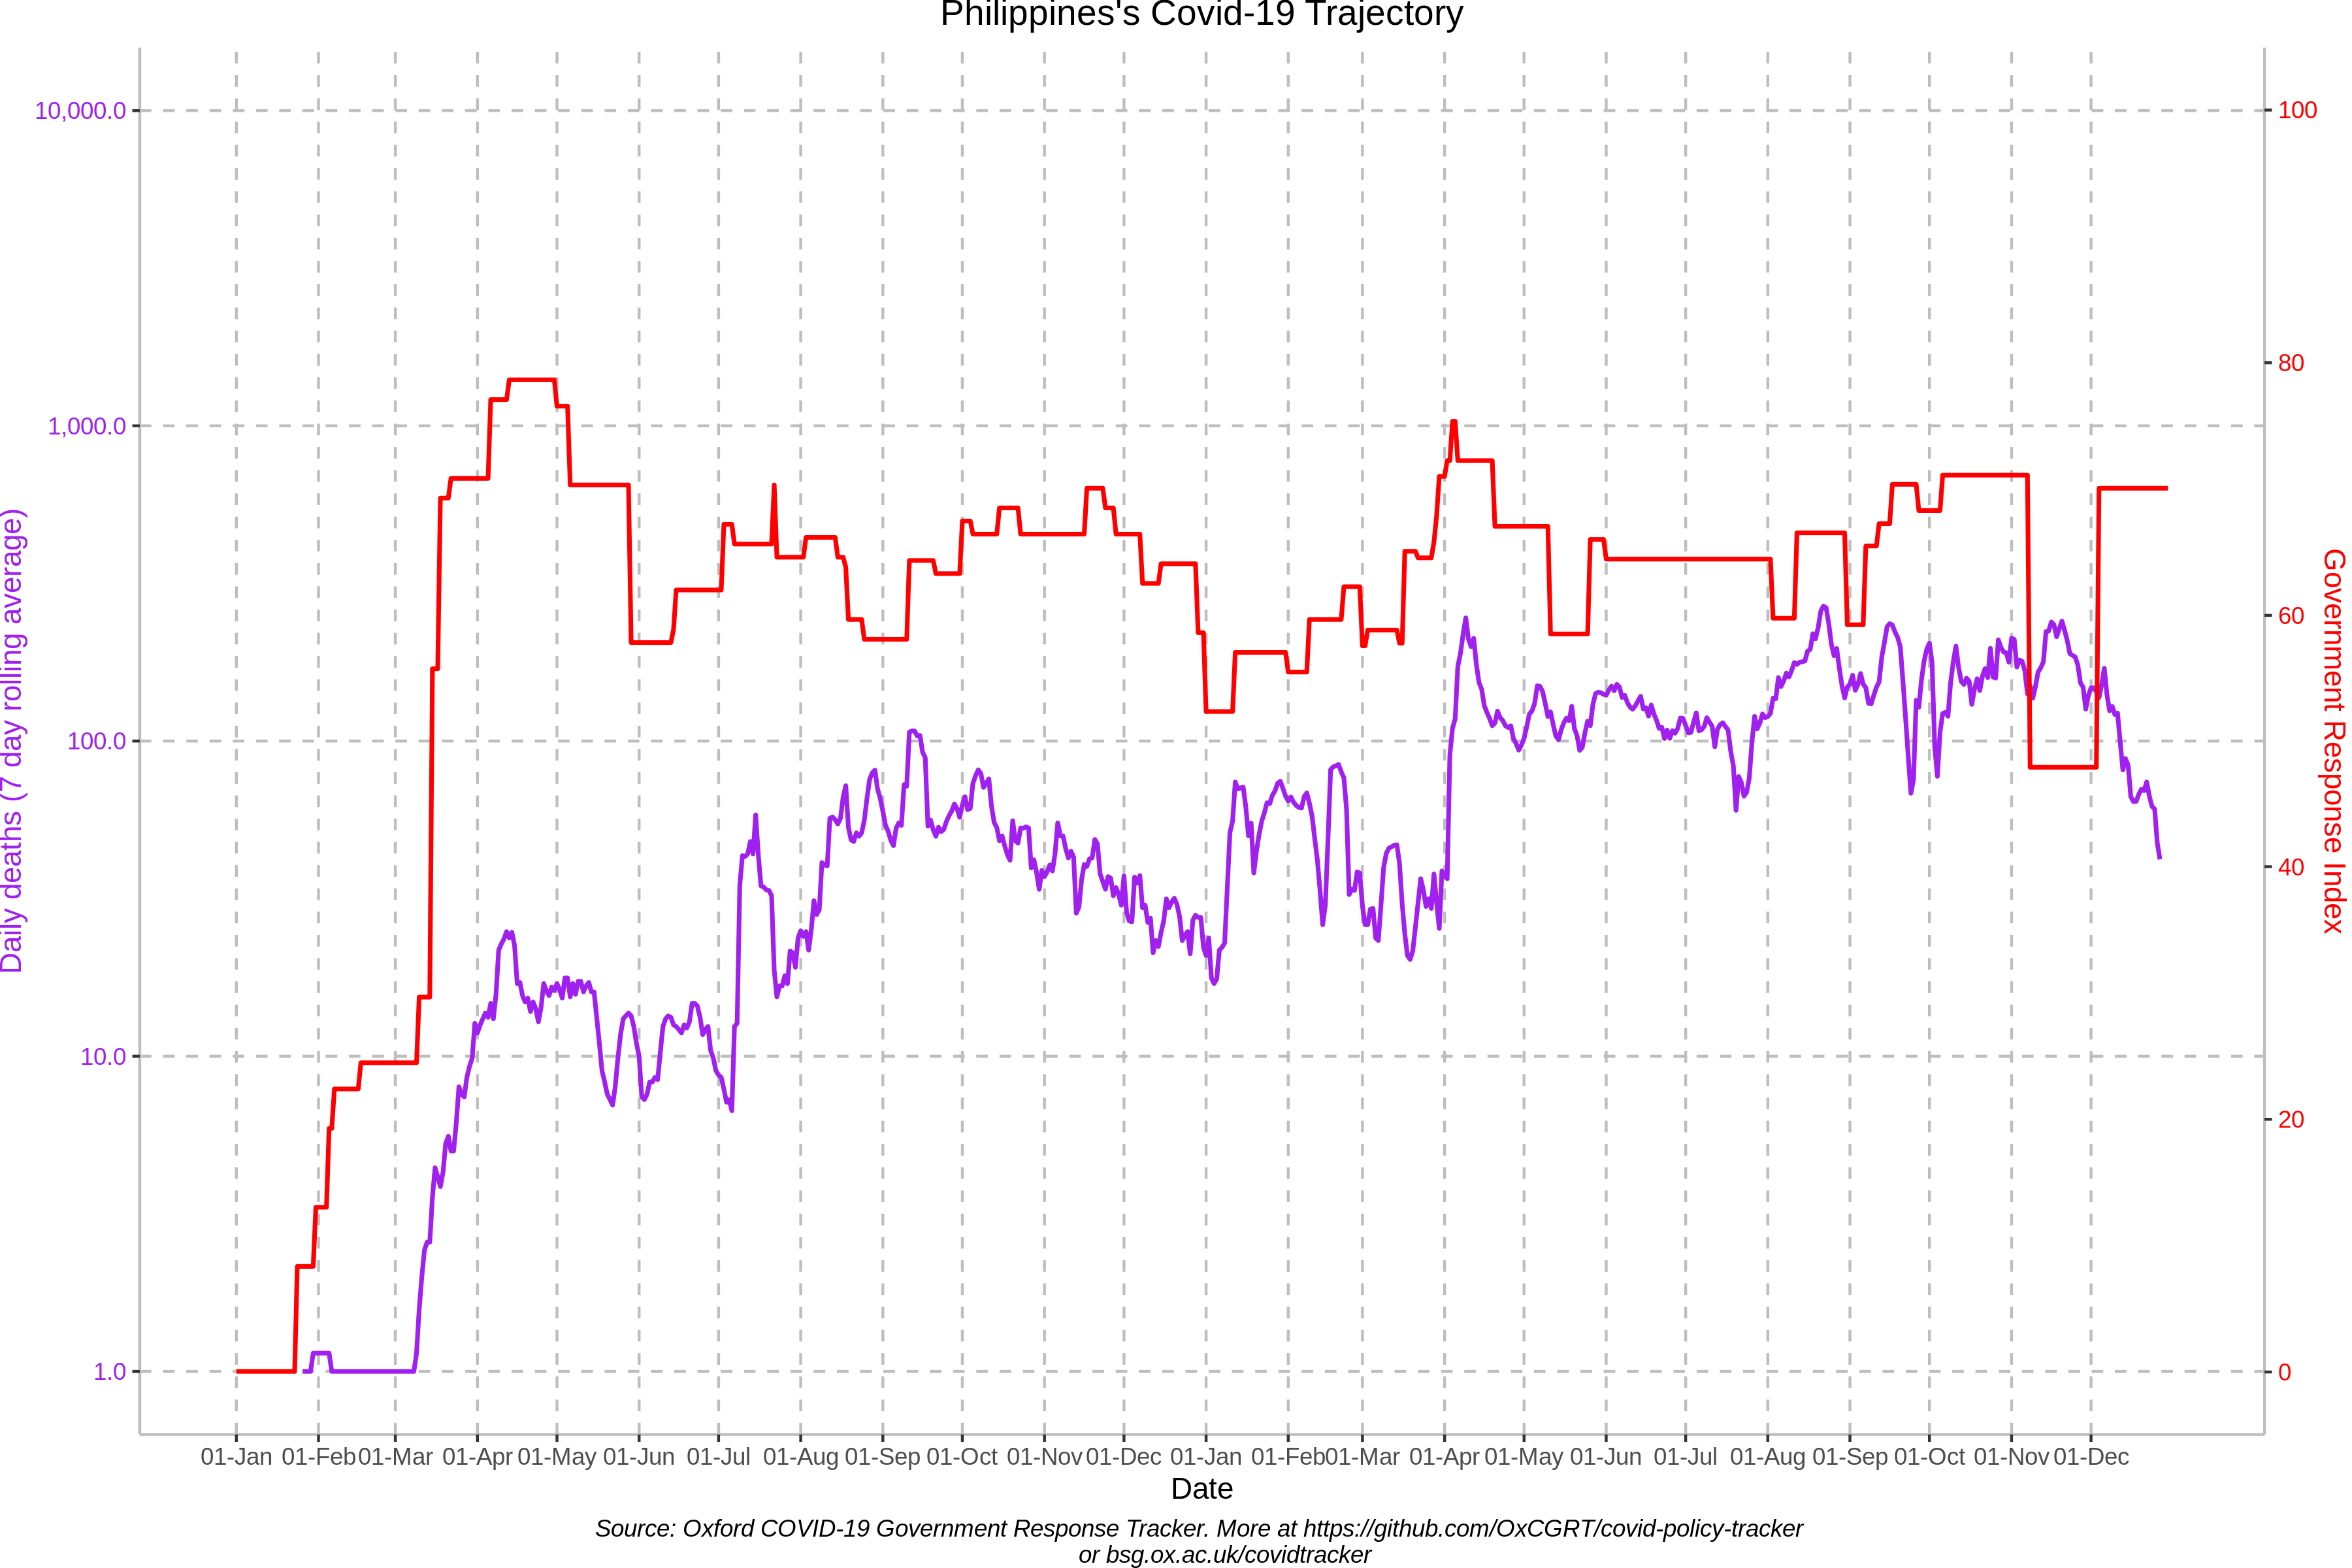 Philippines's Covid-19 Trajectory
10,000.0
1,000.0
100.0
10.0
1.0
Daily deaths (7 day rolling average)
100
80
60
40
20
0
Government Response Index
01-Jan 01-Feb 01-Mar 01-Apr 01-May 01-Jun 01-Jul 01-Aug 01-Sep 01-Oct 01-Nov 01-Dec 01-Jan 01-Feb 01-Mar 01-Apr 01-May 01-Jun 01-Jul 01-Aug 01-Sep 01-Oct 01-Nov 01-Dec
Date
Source: Oxford COVID-19 Government Response Tracker. More at https://github.com/OxCGRT/covid-policy-tracker
or bsg.ox.ac.uk/covidtracker